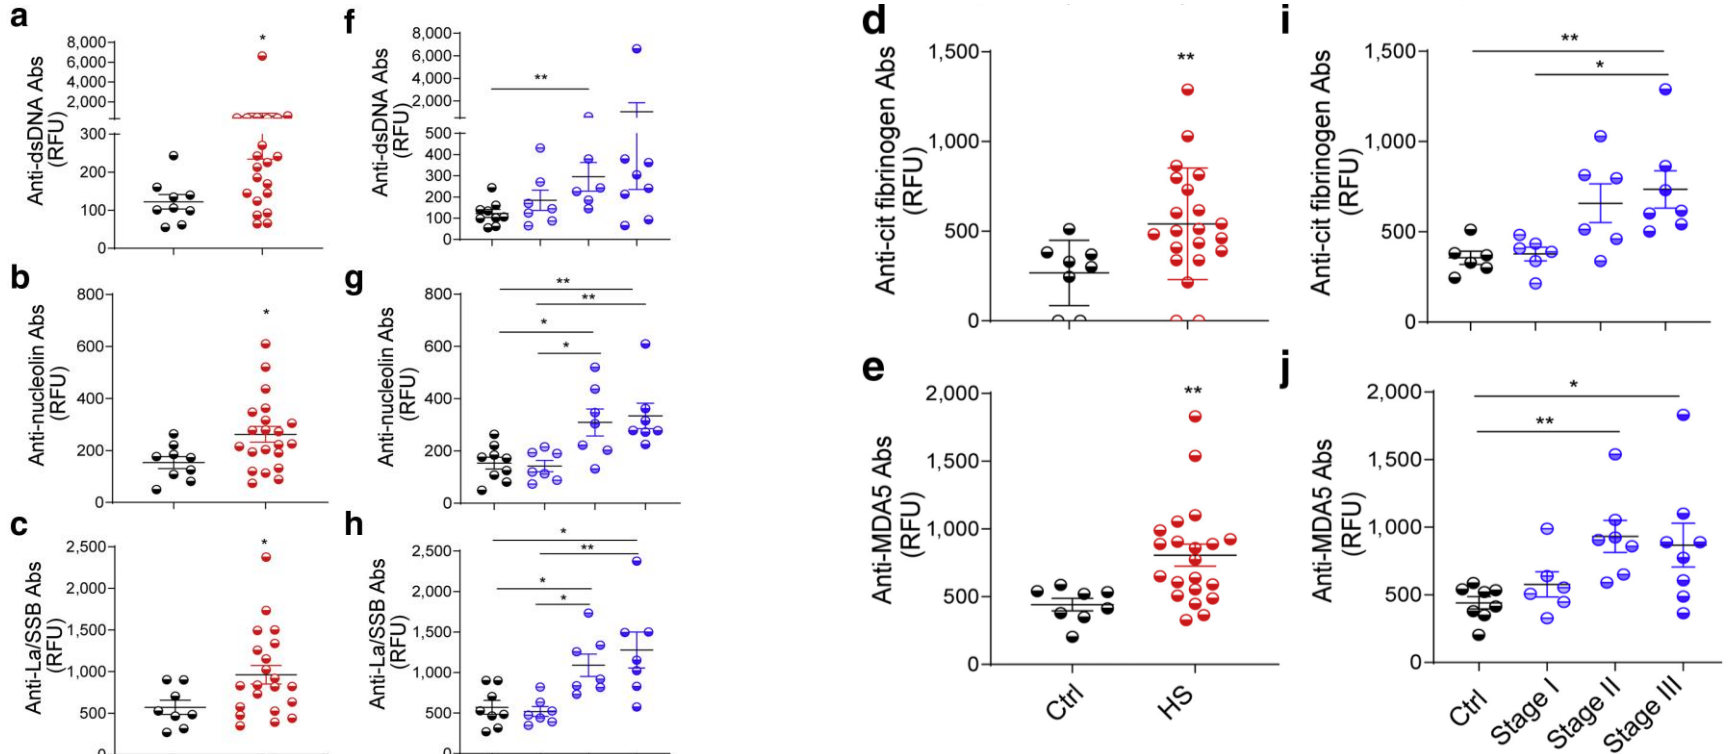 a
Anti-dsDNA Abs
(RFU)
8,000
6,000
4,000
2,000
300
200
100
0
*
f
Anti-dsDNA Abs
(RFU)
8,000
6,000
4,000
2,000
500
400
300
200
100
0
**
b
Anti-nucleolin Abs
(RFU)
800
600
400
200
0
*
g
Anti-nucleolin Abs
(RFU)
800
600
400
200
0
**
**
*
*
c
Anti-La/SSB Abs
(RFU)
2,500
2,000
1,500
1,000
500
*
h
Anti-La/SSB Abs
(RFU)
2,500
2,000
1,500
1,000
500
*
**
*
*
d
Anti-cit fibrinogen Abs
(RFU)
1,500
1,000
500
0
**
i
Anti-cit fibrinogen Abs
(RFU)
1,500
1,000
500
0
**
*
e
Anti-MDA5 Abs
(RFU)
2,000
1,500
1,000
500
0
**
Ctrl
HS
j
Anti-MDA5 Abs
(RFU)
2,000
1,500
1,000
500
0
*
**
Ctrl
Stage I
Stage II
Stage III